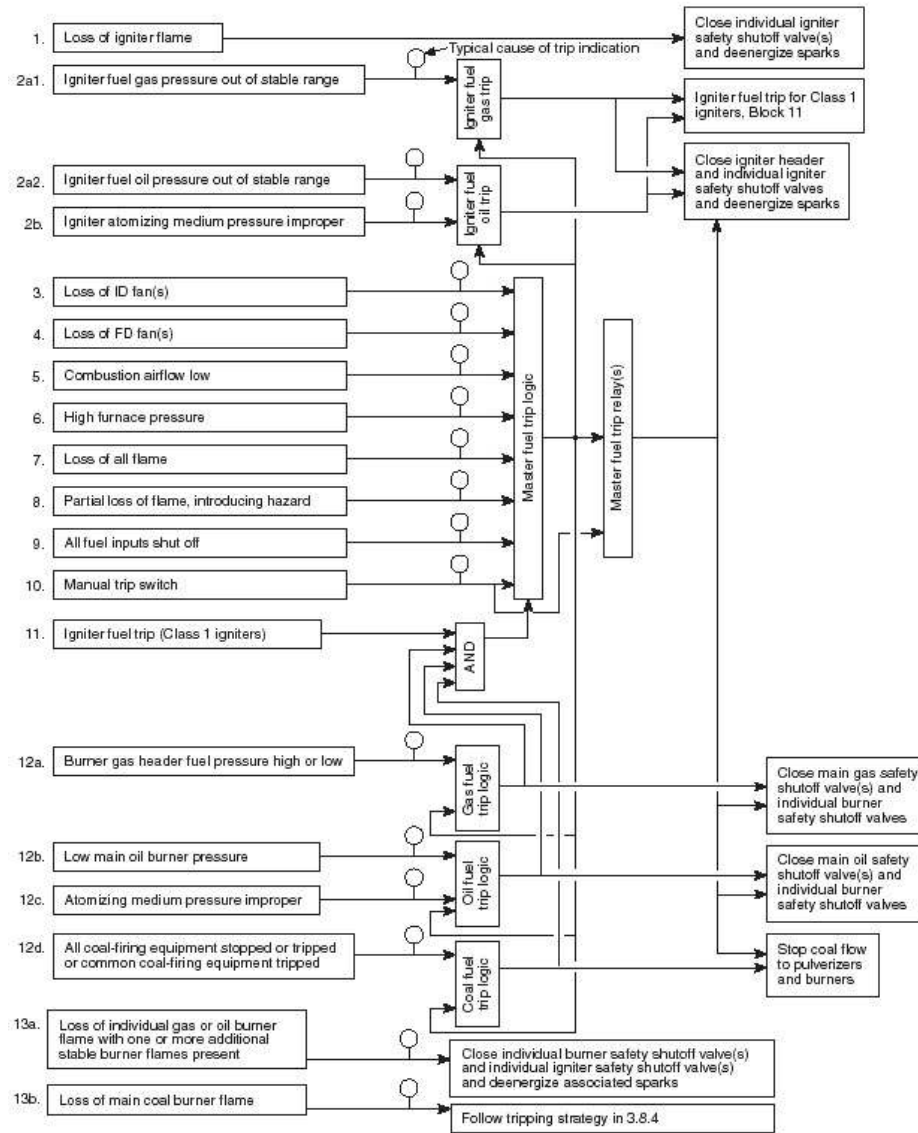 1. Loss of igniter flame
Close individual igniter
safety shutoff valve(s)
and deenergize sparks
Typical cause of trip indication
2a1. Igniter fuel gas pressure out of stable range
Igniter fuel
gas trip
Igniter fuel trip for Class 1
igniters, Block 11
2a2. Igniter fuel oil pressure out of stable range
2b. Igniter atomizing medium pressure improper
Igniter fuel
oil trip
Close igniter header
and individual igniter
safety shutoff valves
and deenergize sparks
3. Loss of ID fan(s)
4. Loss of FD fan(s)
5. Combustion airflow low
6. High furnace pressure
7. Loss of all flame
8. Partial loss of flame, introducing hazard
9. All fuel inputs shut off
10. Manual trip switch
Master fuel trip logic
Master fuel trip relay(s)
11. Igniter fuel trip (Class 1 igniters)
AND
12a. Burner gas header fuel pressure high or low
Gas fuel
trip logic
Close main gas safety
shutoff valve(s) and
individual burner
safety shutoff valves
12b. Low main oil burner pressure
12c. Atomizing medium pressure improper
Oil fuel
trip logic
Close main oil safety
shutoff valve(s) and
individual burner
safety shutoff valves
12d. All coal-firing equipment stopped or tripped
or common coal-firing equipment tripped
Coal fuel
trip logic
Stop coal flow
to pulverizers
and burners
13a. Loss of individual gas or oil burner
flame with one or more additional
stable burner flames present
Close individual burner safety shutoff valve(s)
and individual igniter safety shutoff valve(s)
and deenergize associated sparks
13b. Loss of main coal burner flame
Follow tripping strategy in 3.8.4